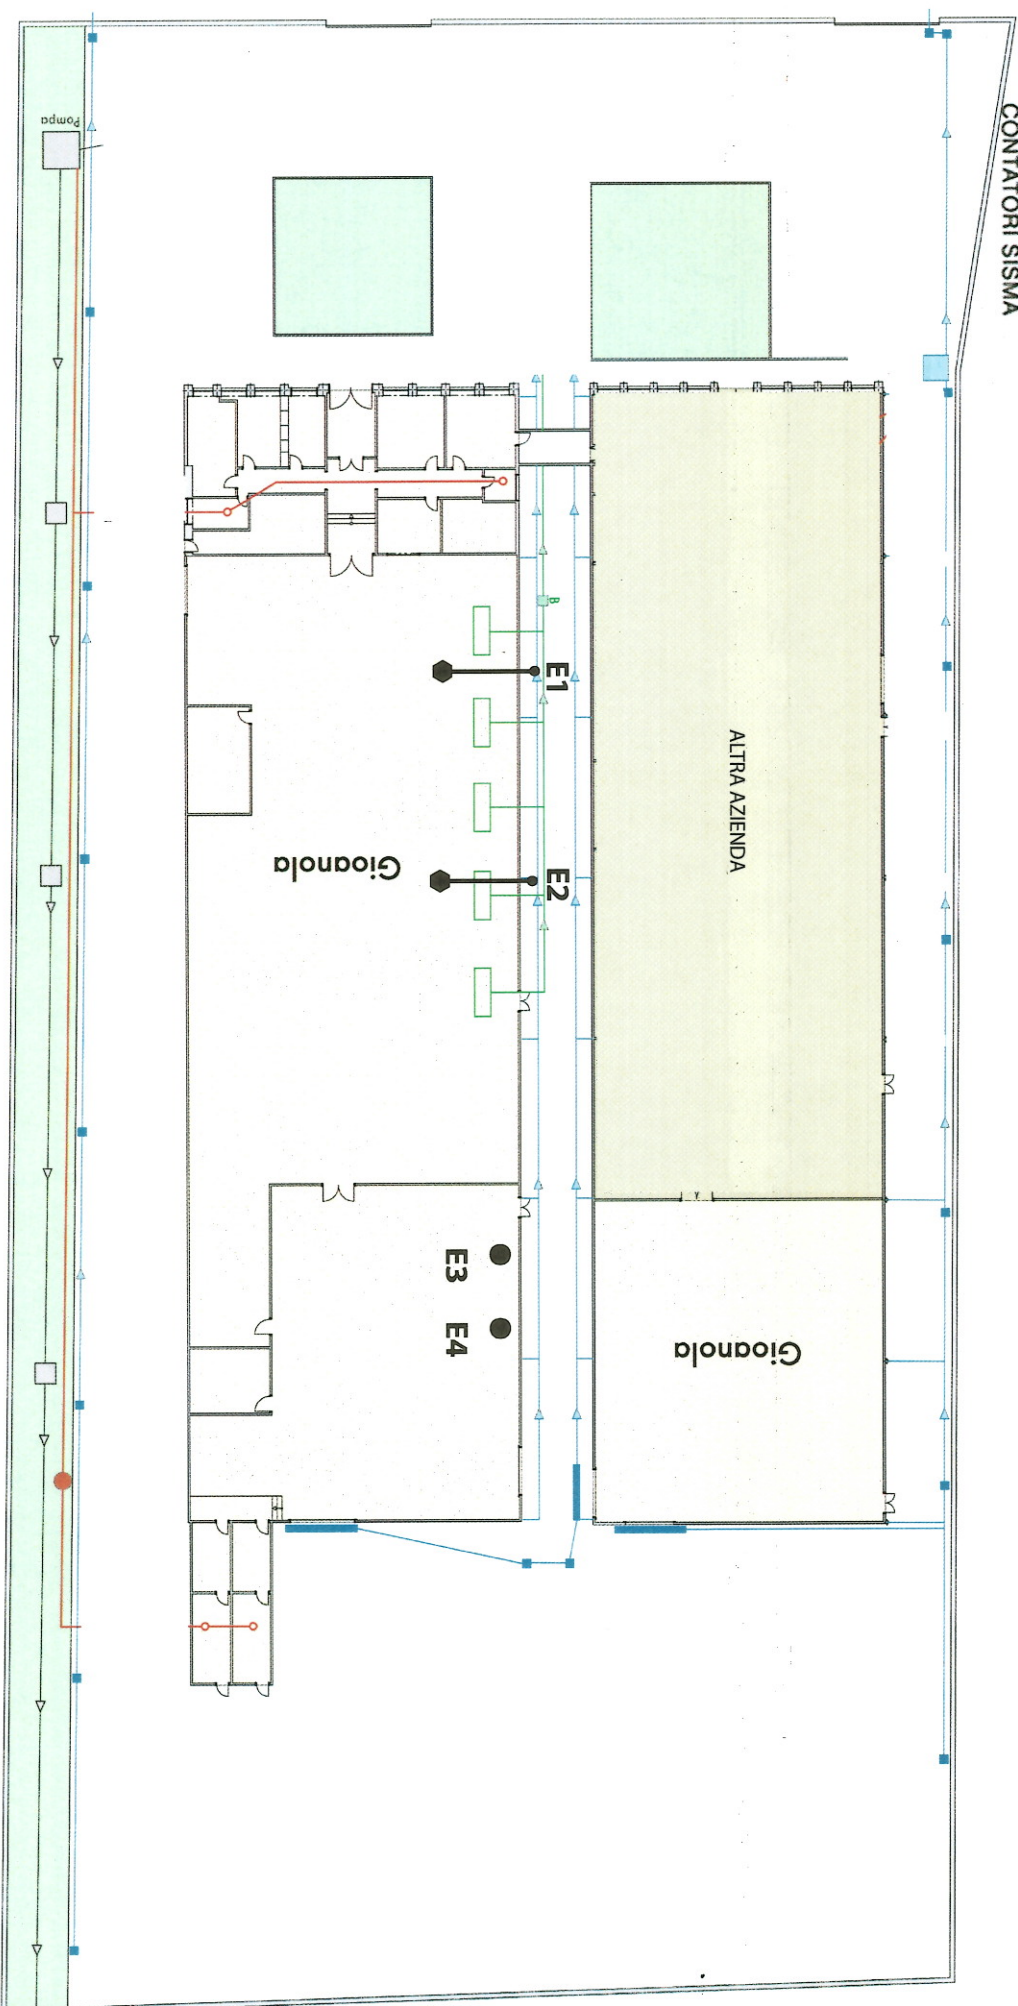 CONTATORI SISMA
Pompa
B
E1
ALTRA AZIENDA
Gioanola
E2
E3
E4
Gioanola